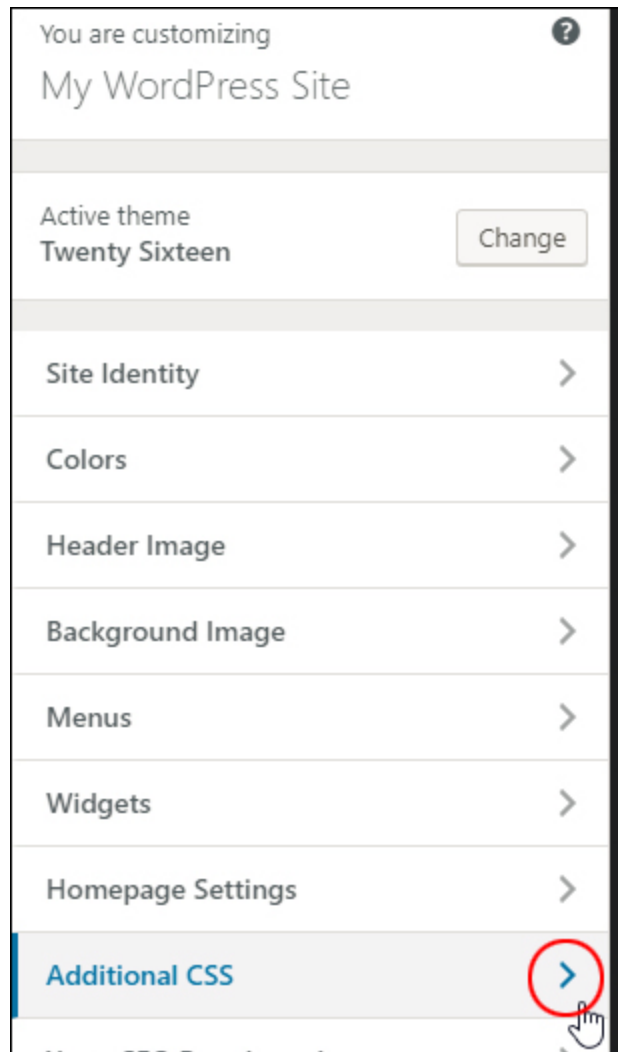 You are customizing
?
My WordPress Site
Active theme
Twenty Sixteen
Change
Site Identity
Colors
Header Image
Background Image
Menus
Widgets
Homepage Settings
Additional CSS